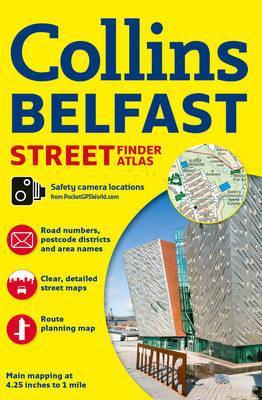 Collins
BELFAST
STREET FINDER
ATLAS
Safety camera locations
from PocketGPSWorld.com
Road numbers,
postcode districts
and area names
Clear, detailed
street maps
Route
planning map
Main mapping at
4.25 inches to 1 mile